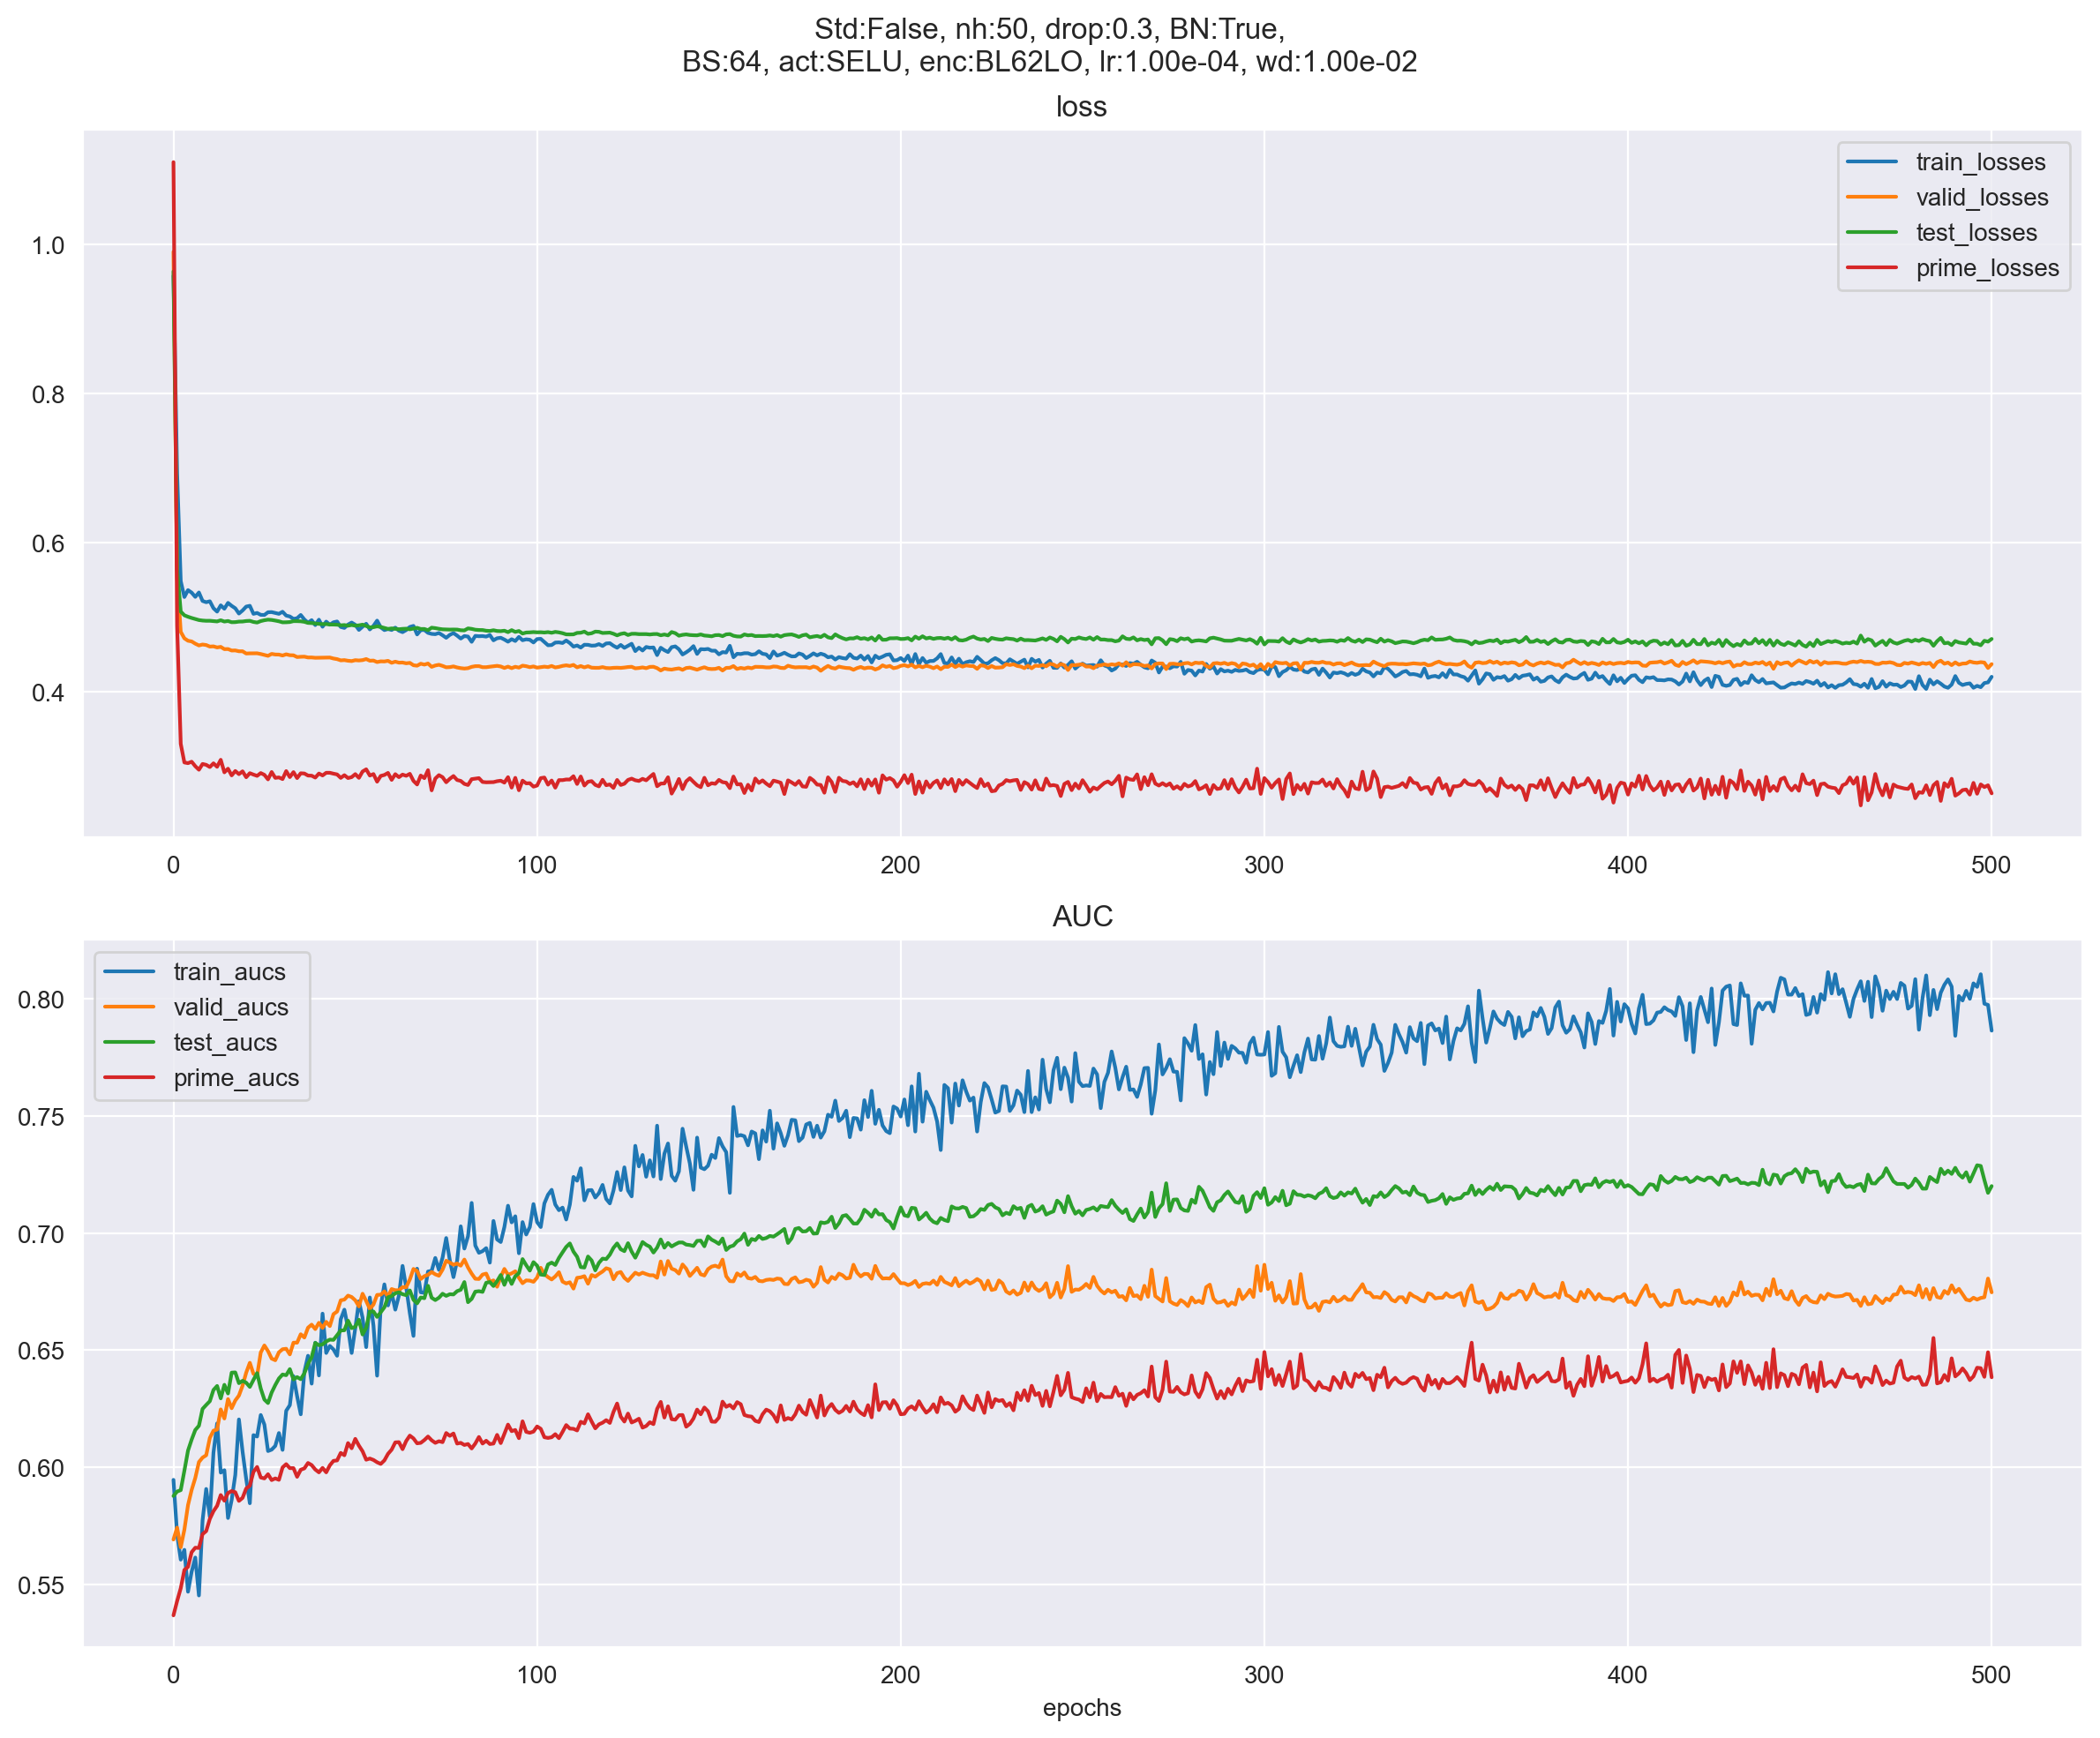 Std:False, nh:50, drop:0.3, BN:True,
BS:64, act:SELU, enc:BL62LO, lr:1.00e-04, wd:1.00e-02
loss
train_losses
valid_losses
test_losses
prime_losses
1.0
0.8
0.6
0.4
0 100 200 300 400 500
AUC
train_aucs
valid_aucs
test_aucs
prime_aucs
0.80
0.75
0.70
0.65
0.60
0.55
0 100 200 300 400 500
epochs